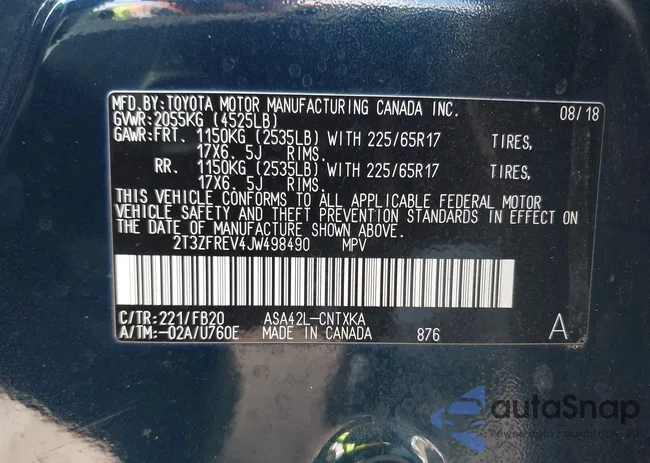 MFD. BY: TOYOTA MOTOR MANUFACTURING CANADA INC. 08/18
GVWR: 2055KG (4525LB)
GAWR: FRT. 1150KG (2535LB) WITH 225/65R17 TIRES,
17X6. 5J RIMS.
RR. 1150KG (2535LB) WITH 225/65R17 TIRES,
17X6. 5J RIMS.
THIS VEHICLE CONFORMS TO ALL APPLICABLE FEDERAL MOTOR
VEHICLE SAFETY AND THEFT PREVENTION STANDARDS IN EFFECT ON
THE DATE OF MANUFACTURE SHOWN ABOVE.
2T3ZFREV4JW498490 MPV
C/TR: 221/FB20 ASA42L-CNTXKA
A/TM: -02A/U760E MADE IN CANADA 876 A
autaSnap